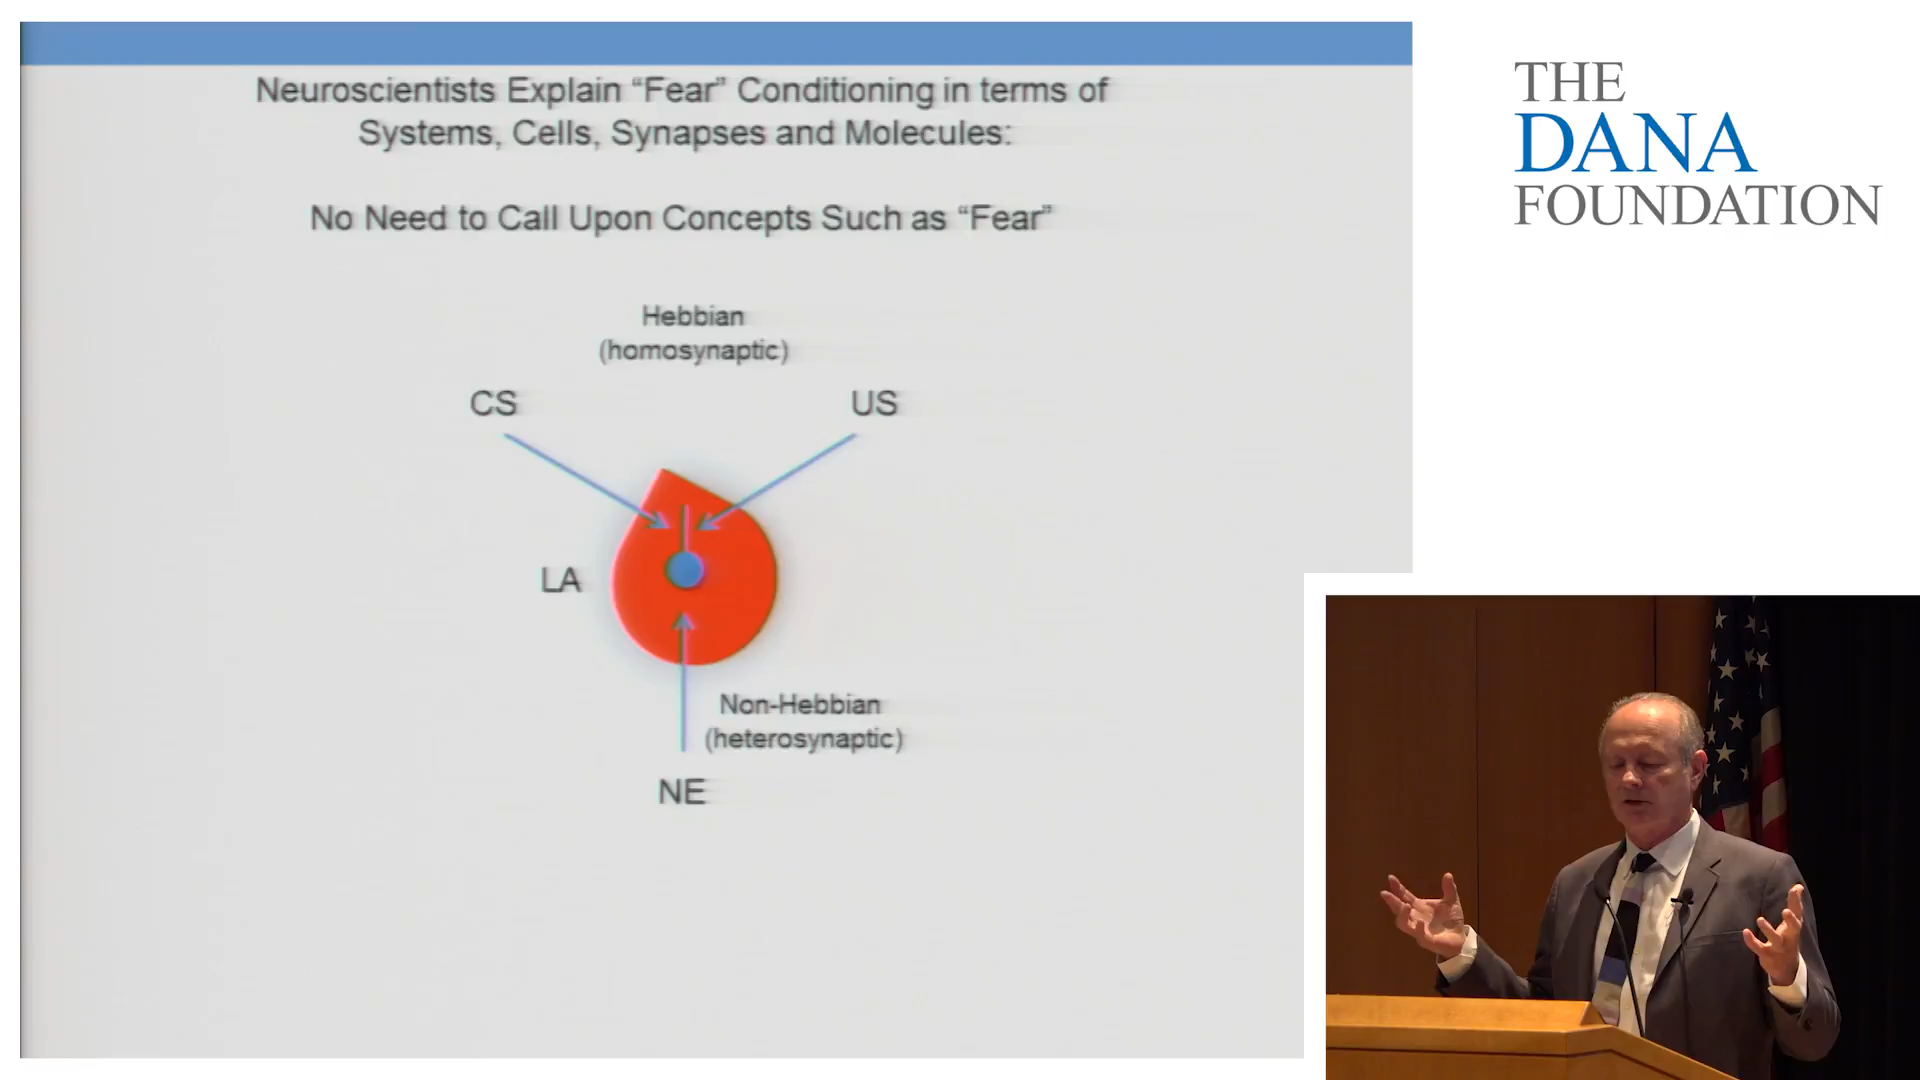 Neuroscientists Explain “Fear” Conditioning in terms of
Systems, Cells, Synapses and Molecules:
No Need to Call Upon Concepts Such as “Fear”
Hebbian
(homosynaptic)
CS
US
LA
Non-Hebbian
(heterosynaptic)
NE
THE
DANA
FOUNDATION